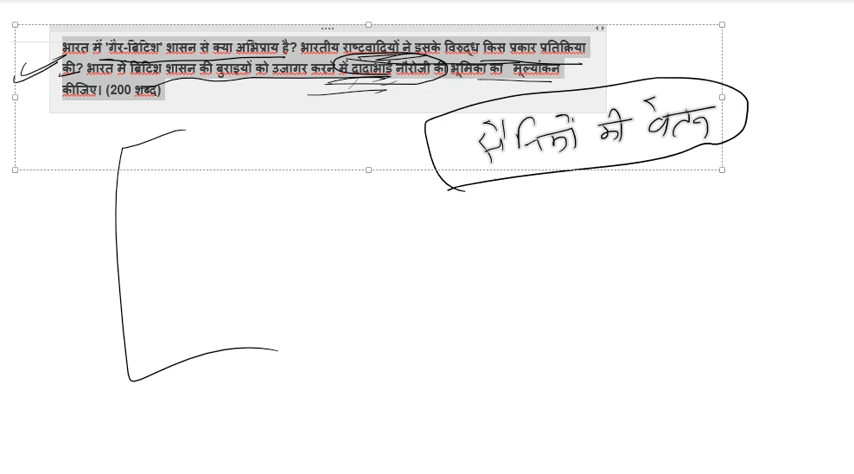 भारत में 'गैर-ब्रिटिश' शासन से क्या अभिप्राय है? भारतीय राष्ट्रवादियों ने इसके विरुद्ध किस प्रकार प्रतिक्रिया
की? भारत में ब्रिटिश शासन की बुराइयों को उजागर करने में दादाभाई नौरोजी की भूमिका का मूल्यांकन
कीजिए। (200 शब्द)
सैनिकों की वेतन